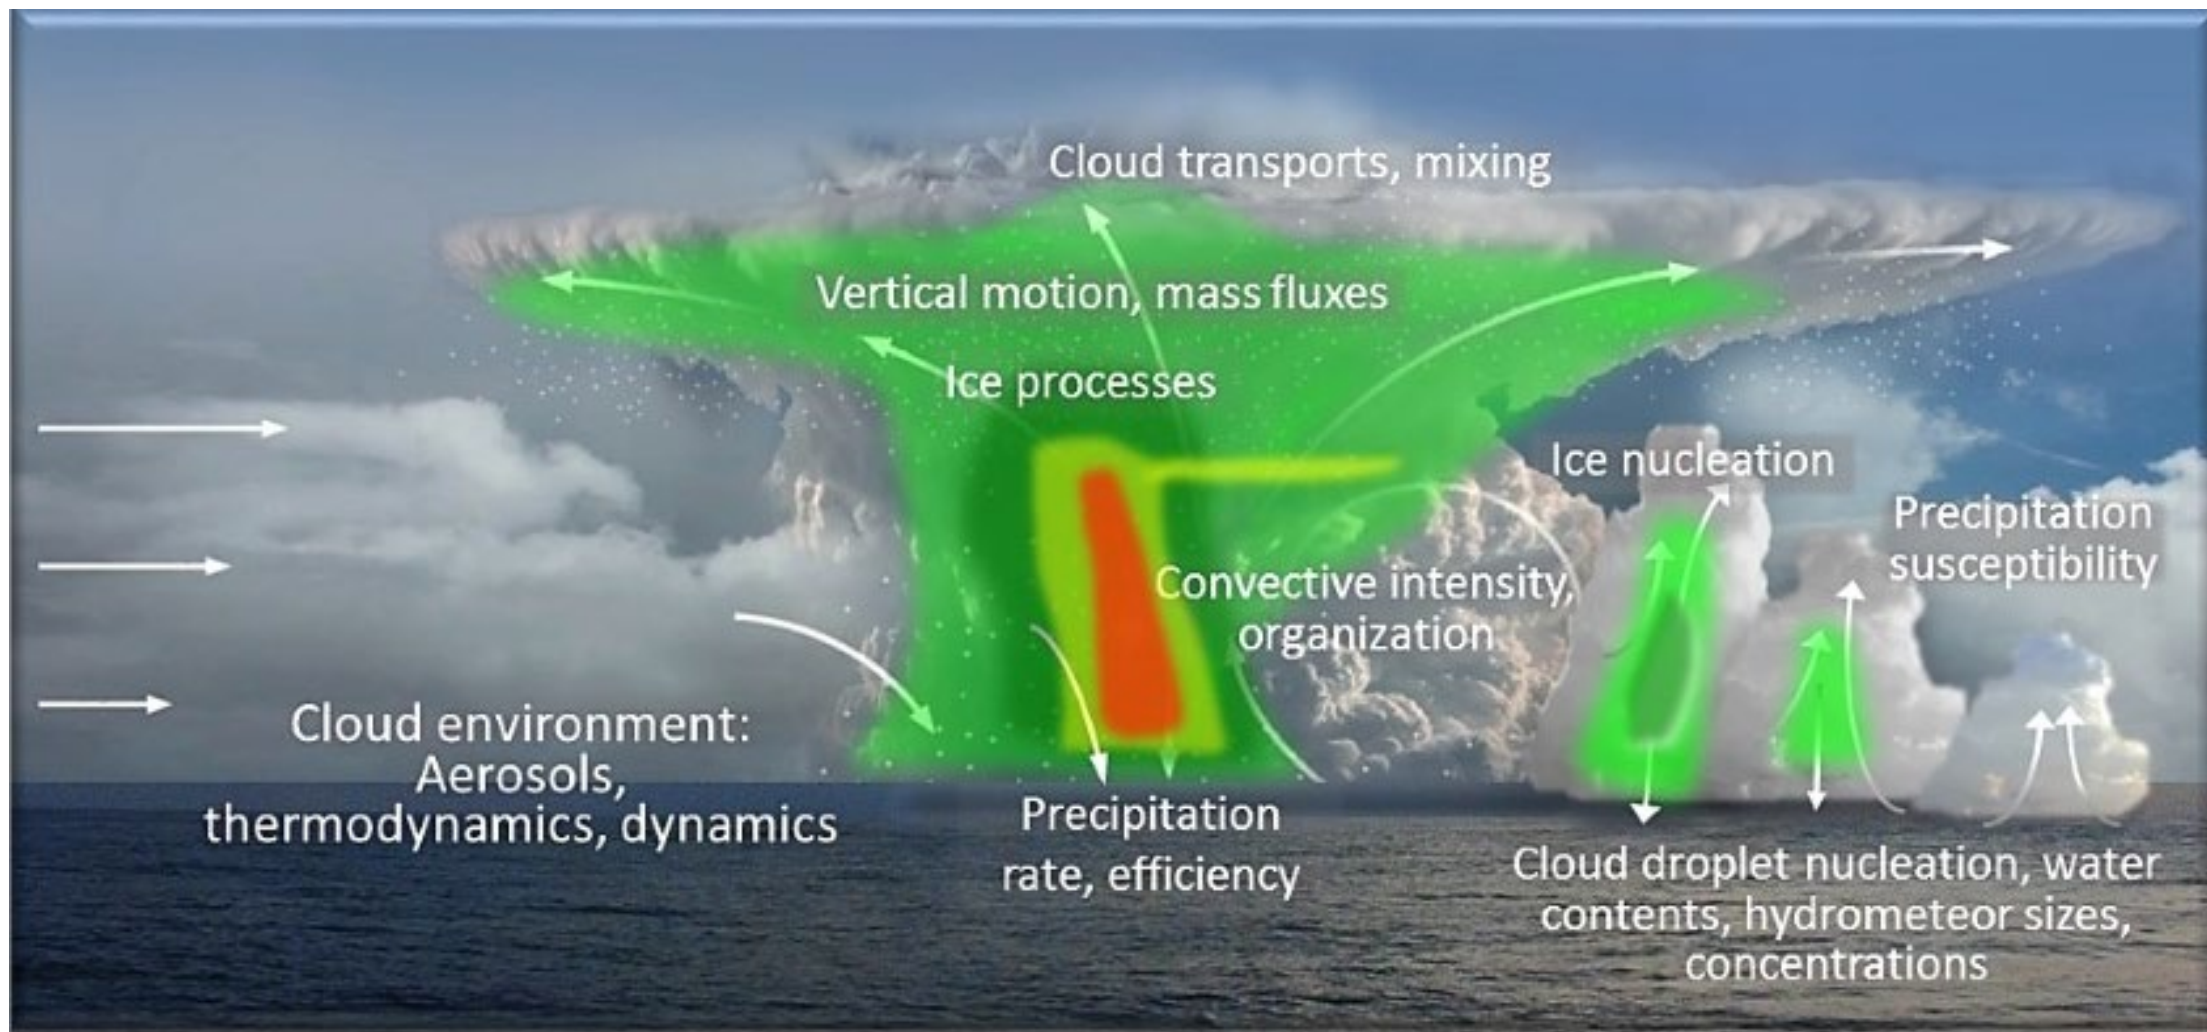 Cloud transports, mixing
Vertical motion, mass fluxes
Ice processes
Ice nucleation
Precipitation
susceptibility
Convective intensity,
organization
Cloud environment:
Aerosols,
thermodynamics, dynamics
Precipitation
rate, efficiency
Cloud droplet nucleation, water
contents, hydrometeor sizes,
concentrations